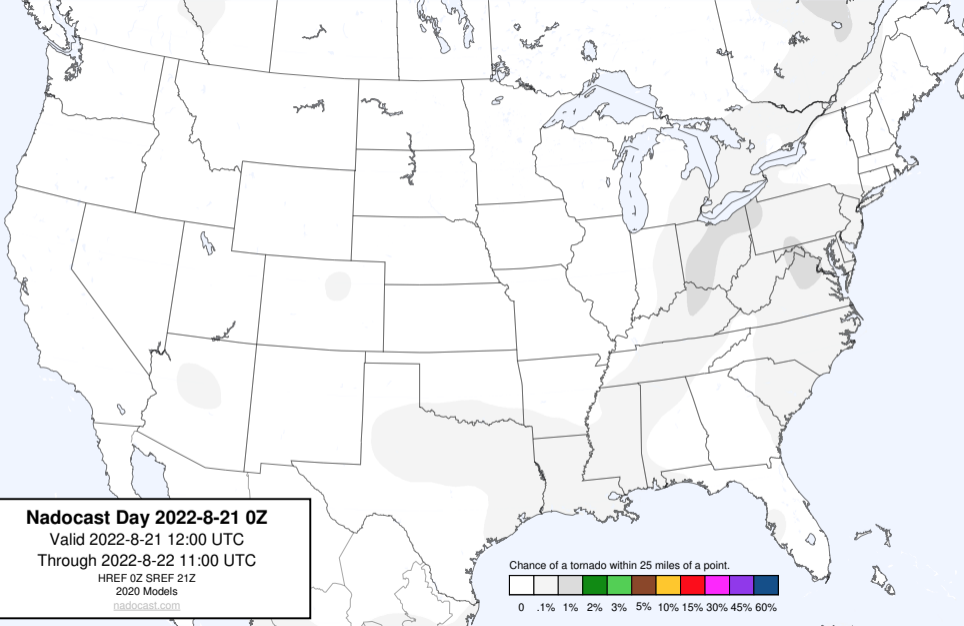 Nadocast Day 2022-8-21 0Z
Valid 2022-8-21 12:00 UTC
Through 2022-8-22 11:00 UTC
HREF 0Z SREF 21Z
2020 Models
nadocast.com
Chance of a tornado within 25 miles of a point.
0 .1% 1% 2% 3% 5% 10% 15% 30% 45% 60%